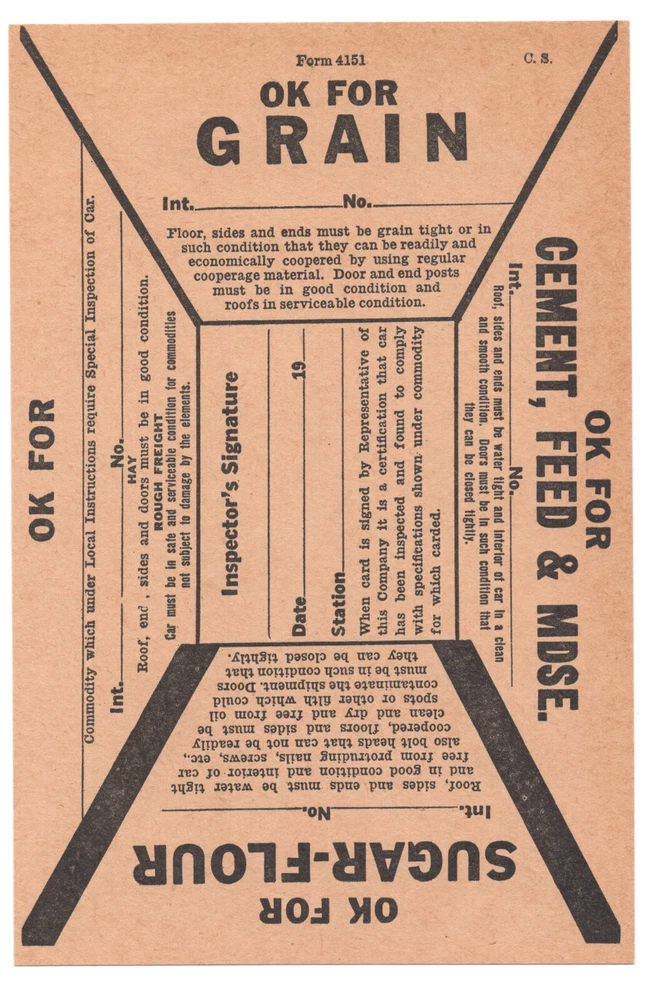 Form 4151
C. S.
OK FOR
GRAIN
Int. No.
Floor, sides and ends must be grain tight or in
such condition that they can be readily and
economically coopered by using regular
cooperage material. Door and end posts
must be in good condition and
roofs in serviceable condition.
OK FOR
CEMENT, FEED & MDSE.
Int. No.
Roof, sides and ends must be water tight and interior of car in a clean
and smooth condition. Doors must be in such condition that
they can be closed tightly.
OK FOR
SUGAR-FLOUR
Int. No.
Roof, sides and ends must be water tight
and in good condition and interior of car
free from protruding nails, screws, etc.,
also bolt heads that can not be readily
coopered, floors and sides must be
clean and dry and free from oil
spots or other filth which could
contaminate the shipment. Doors
must be in such condition that
they can be closed tightly.
OK FOR
Commodity which under Local Instructions require Special Inspection of Car.
Int. No.
HAY
Roof, end , sides and doors must be in good condition.
ROUGH FREIGHT
Car must be in safe and serviceable condition for commodities
not subject to damage by the elements.
Inspector's Signature
Date 19
Station
When card is signed by Representative of
this Company it is a certification that car
has been inspected and found to comply
with specifications shown under commodity
for which carded.